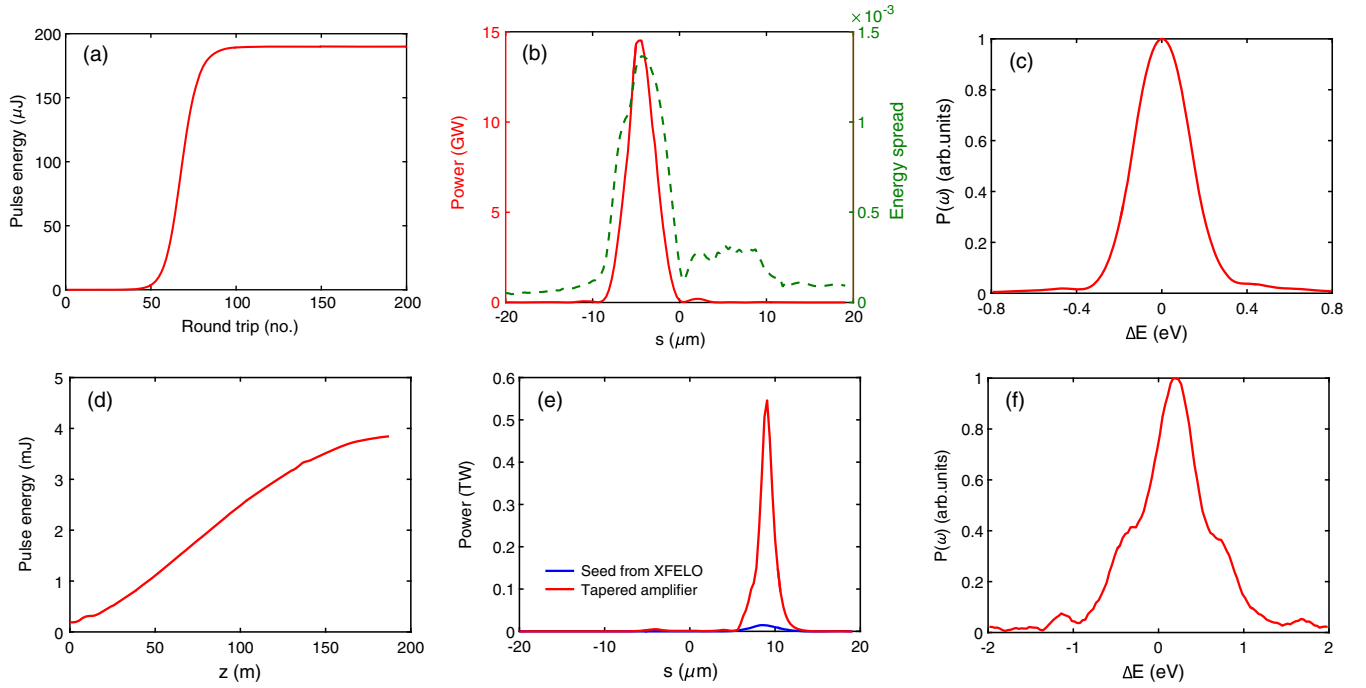 (a)
200
150
100
50
0
Pulse energy (μJ)
0 50 100 150 200
Round trip (no.)
(b)
×10⁻³
15
10
5
0
Power (GW)
1.5
1
0.5
0
Energy spread
-20 -10 0 10 20
s (μm)
(c)
1
0.8
0.6
0.4
0.2
0
P(ω) (arb.units)
-0.8 -0.4 0 0.4 0.8
ΔE (eV)
(d)
5
4
3
2
1
0
Pulse energy (mJ)
0 50 100 150 200
z (m)
(e)
0.6
0.5
0.4
0.3
0.2
0.1
0
Power (TW)
Seed from XFELO
Tapered amplifier
-20 -10 0 10 20
s (μm)
(f)
1
0.8
0.6
0.4
0.2
0
P(ω) (arb.units)
-2 -1 0 1 2
ΔE (eV)